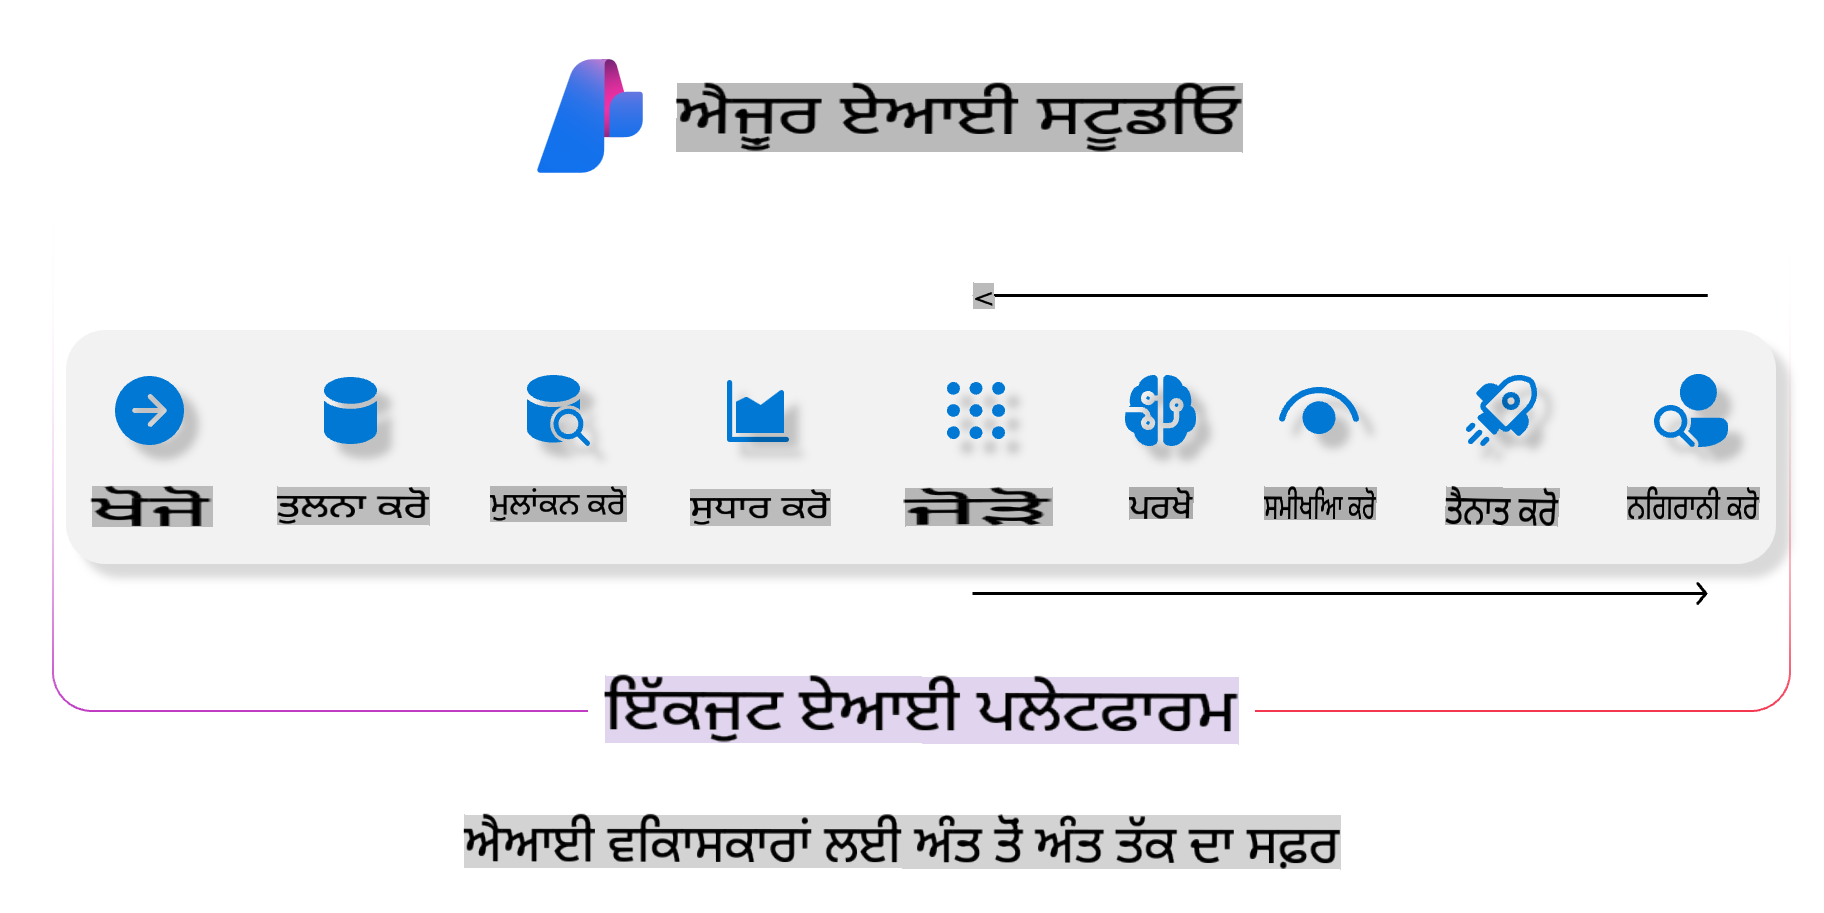 ਐਜ਼ੂਰ ਏਆਈ ਸਟੂਡੀਓ
<
ਖੋਜੋ ਤੁਲਨਾ ਕਰੋ ਮੁਲਾਂਕਨ ਕਰੋ ਸੁਧਾਰ ਕਰੋ ਜੋੜੋ ਪਰਖੋ ਸਮੀਖਿਆ ਕਰੋ ਤੈਨਾਤ ਕਰੋ ਨਿਗਰਾਨੀ ਕਰੋ
ਇੱਕਜੁਟ ਏਆਈ ਪਲੇਟਫਾਰਮ
ਐਆਈ ਵਿਕਾਸਕਾਰਾਂ ਲਈ ਅੰਤ ਤੋਂ ਅੰਤ ਤੱਕ ਦਾ ਸਫ਼ਰ